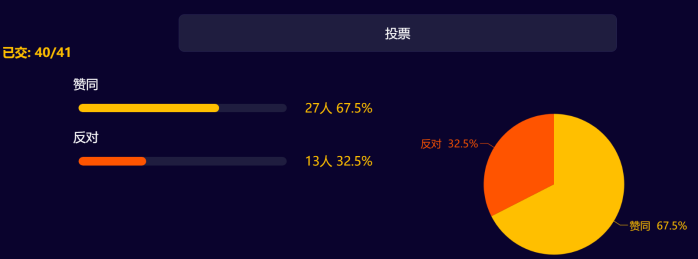 投票
已交: 40/41
赞同
27人 67.5%
反对
13人 32.5%
反对 32.5%
赞同 67.5%